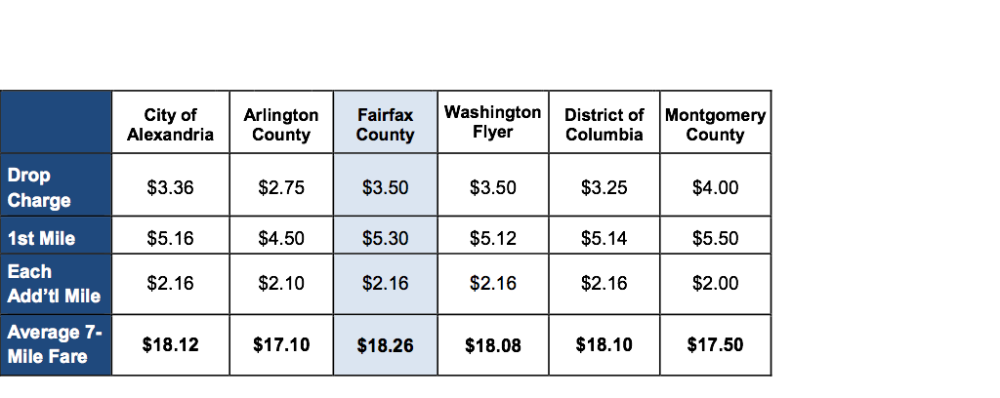 City of Alexandria Arlington County Fairfax County Washington Flyer District of Columbia Montgomery County
Drop Charge $3.36 $2.75 $3.50 $3.50 $3.25 $4.00
1st Mile $5.16 $4.50 $5.30 $5.12 $5.14 $5.50
Each Add’tl Mile $2.16 $2.10 $2.16 $2.16 $2.16 $2.00
Average 7-Mile Fare $18.12 $17.10 $18.26 $18.08 $18.10 $17.50